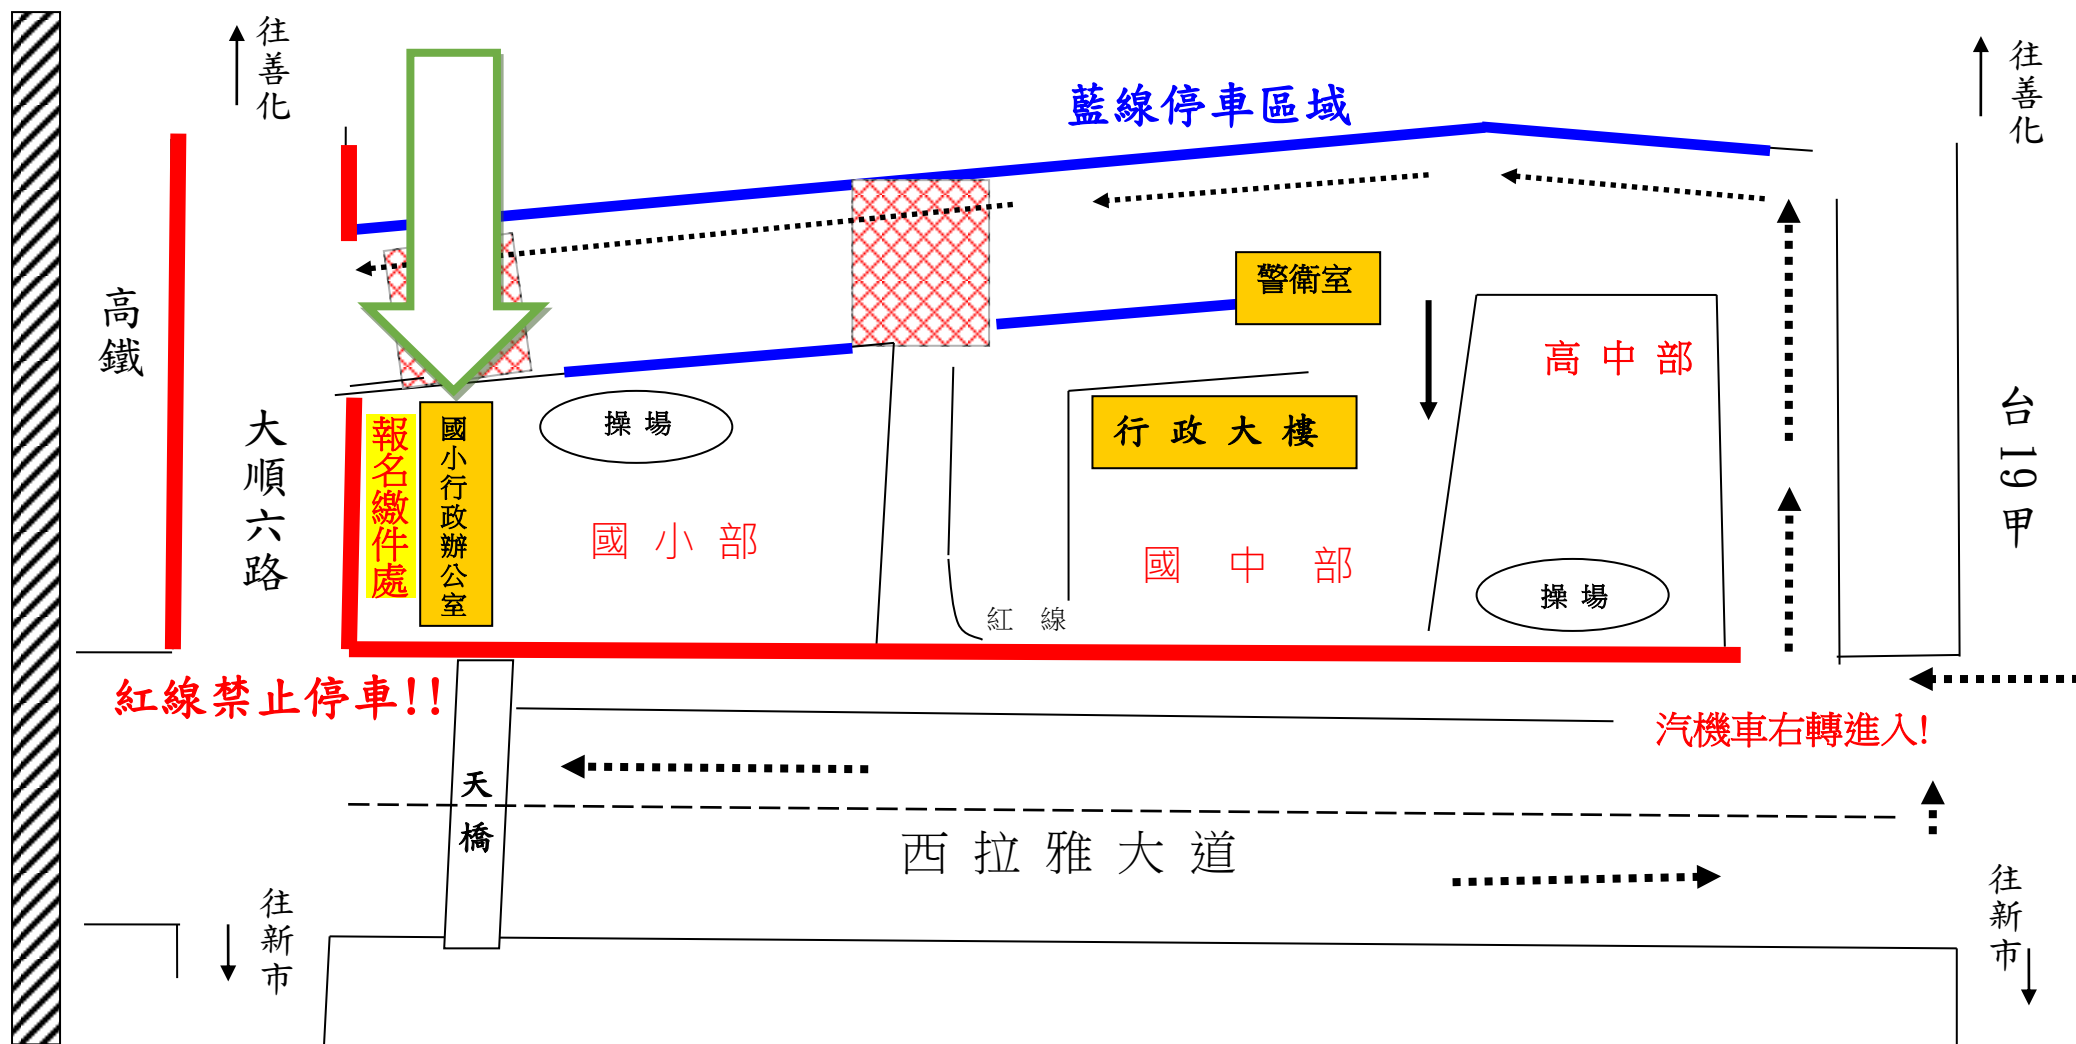 往善化
往善化
藍線停車區域
警衛室
高鐵
高中部
大順六路
報名繳件處
國小行政辦公室
操場
行政大樓
台19甲
國小部
國中部
操場
紅線
紅線禁止停車!!
汽機車右轉進入!
天橋
西拉雅大道
往新市
往新市